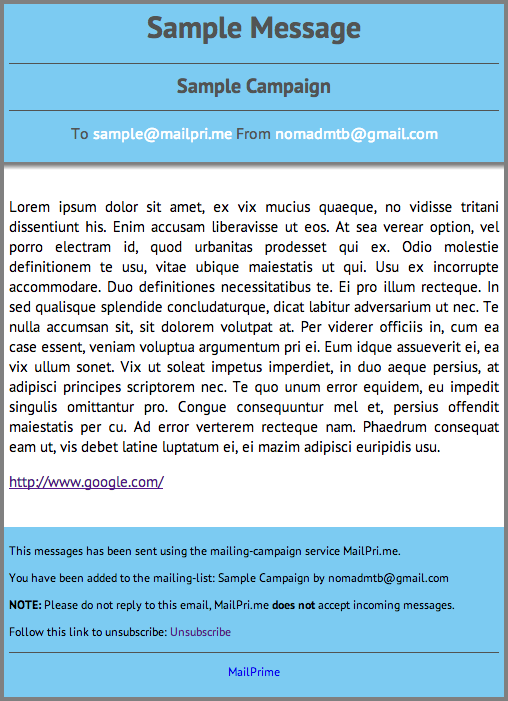 Sample Message
Sample Campaign
To sample@mailpri.me From nomadmtb@gmail.com
Lorem ipsum dolor sit amet, ex vix mucius quaeque, no vidisse tritani
dissentiunt his. Enim accusam liberavisse ut eos. At sea verear option, vel
porro electram id, quod urbanitas prodesset qui ex. Odio molestie
definitionem te usu, vitae ubique maiestatis ut qui. Usu ex incorrupte
accommodare. Duo definitiones necessitatibus te. Ei pro illum recteque. In
sed qualisque splendide concludaturque, dicat labitur adversarium ut nec. Te
nulla accumsan sit, sit dolorem volutpat at. Per viderer officiis in, cum ea
case essent, veniam voluptua argumentum pri ei. Eum idque assueverit ei, ea
vix ullum sonet. Vix ut soleat impetus imperdiet, in duo aeque persius, at
adipisci principes scriptorem nec. Te quo unum error equidem, eu impedit
singulis omittantur pro. Congue consequuntur mel et, persius offendit
maiestatis per cu. Ad error verterem recteque nam. Phaedrum consequat
eam ut, vis debet latine luptatum ei, ei mazim adipisci euripidis usu.
http://www.google.com/
This messages has been sent using the mailing-campaign service MailPri.me.
You have been added to the mailing-list: Sample Campaign by nomadmtb@gmail.com
NOTE: Please do not reply to this email, MailPri.me does not accept incoming messages.
Follow this link to unsubscribe: Unsubscribe
MailPrime